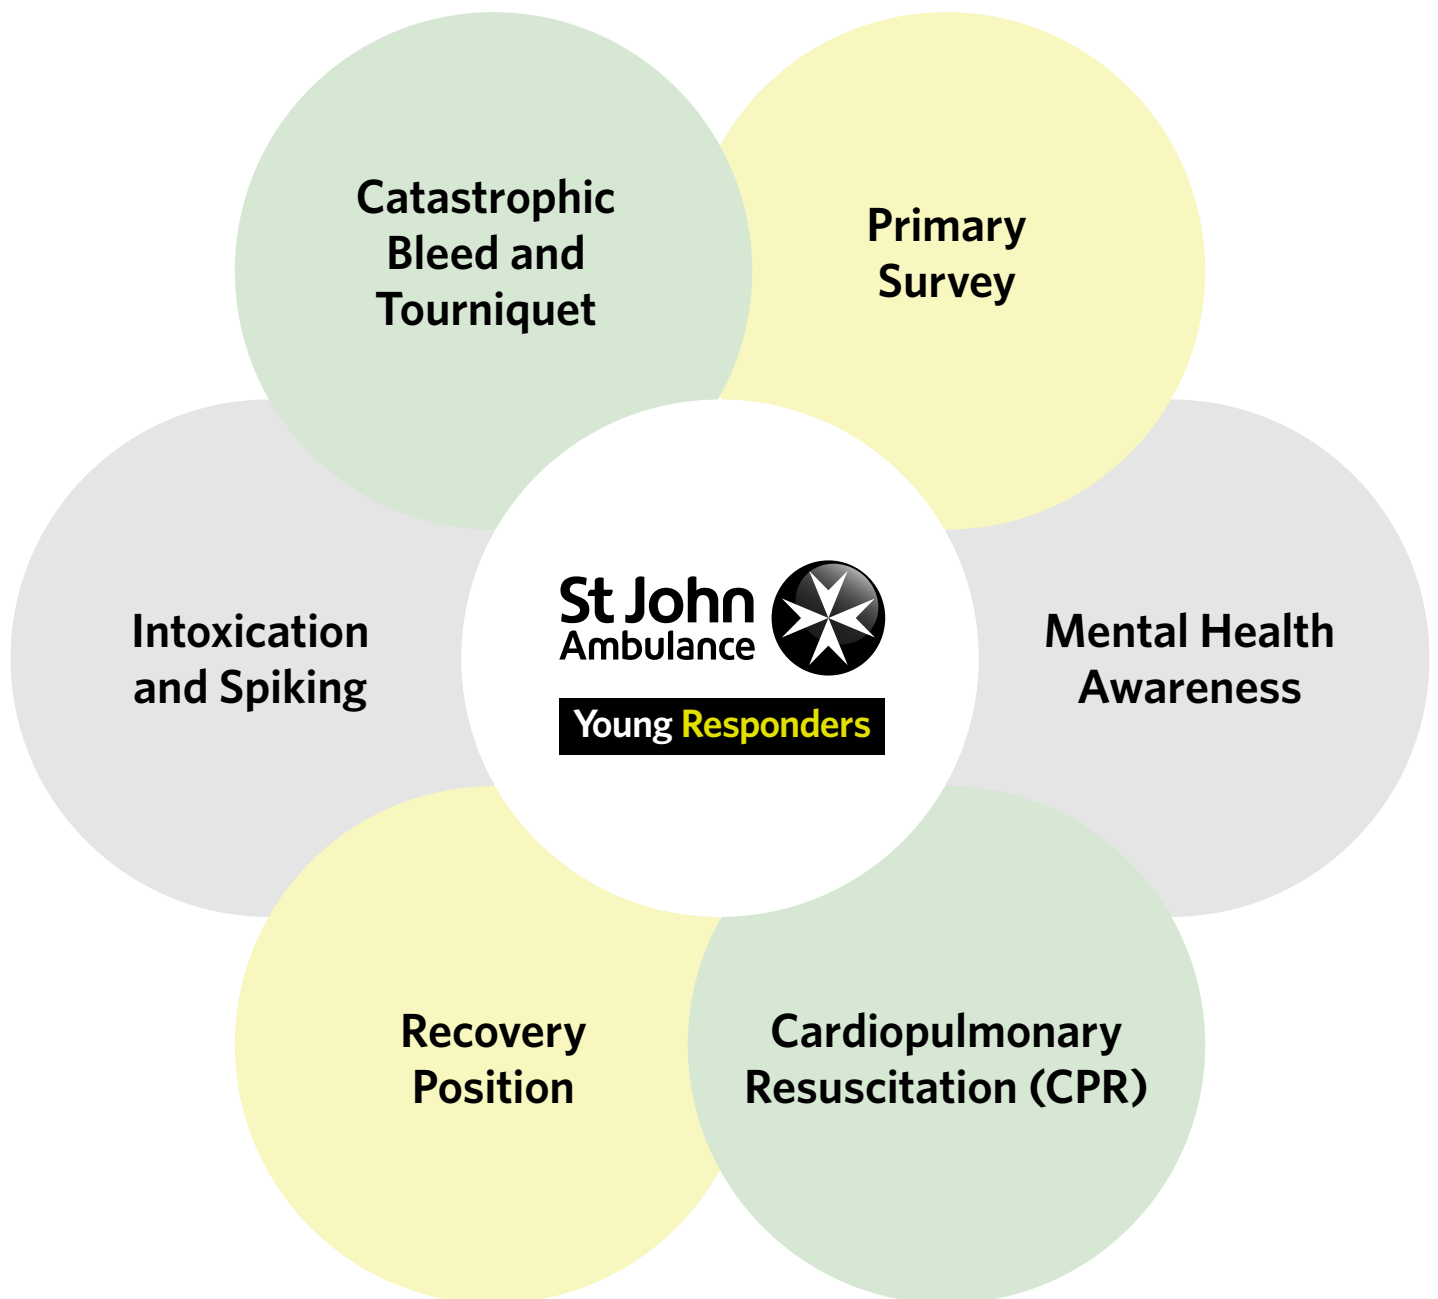 Catastrophic
Bleed and
Tourniquet
Primary
Survey
Intoxication
and Spiking
St John
Ambulance
Young Responders
Mental Health
Awareness
Recovery
Position
Cardiopulmonary
Resuscitation (CPR)